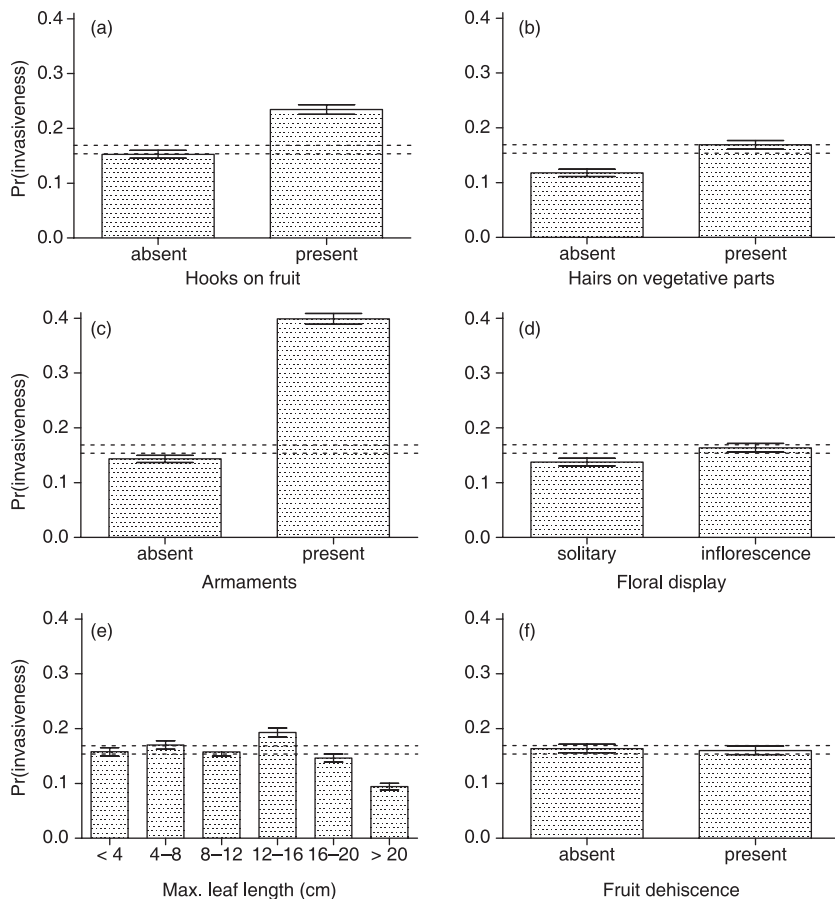 (a)
Pr(invasiveness)
0.4
0.3
0.2
0.1
0.0
absent present
Hooks on fruit
(b)
0.4
0.3
0.2
0.1
0.0
absent present
Hairs on vegetative parts
(c)
Pr(invasiveness)
0.4
0.3
0.2
0.1
0.0
absent present
Armaments
(d)
0.4
0.3
0.2
0.1
0.0
solitary inflorescence
Floral display
(e)
Pr(invasiveness)
0.4
0.3
0.2
0.1
0.0
< 4 4–8 8–12 12–16 16–20 > 20
Max. leaf length (cm)
(f)
0.4
0.3
0.2
0.1
0.0
absent present
Fruit dehiscence